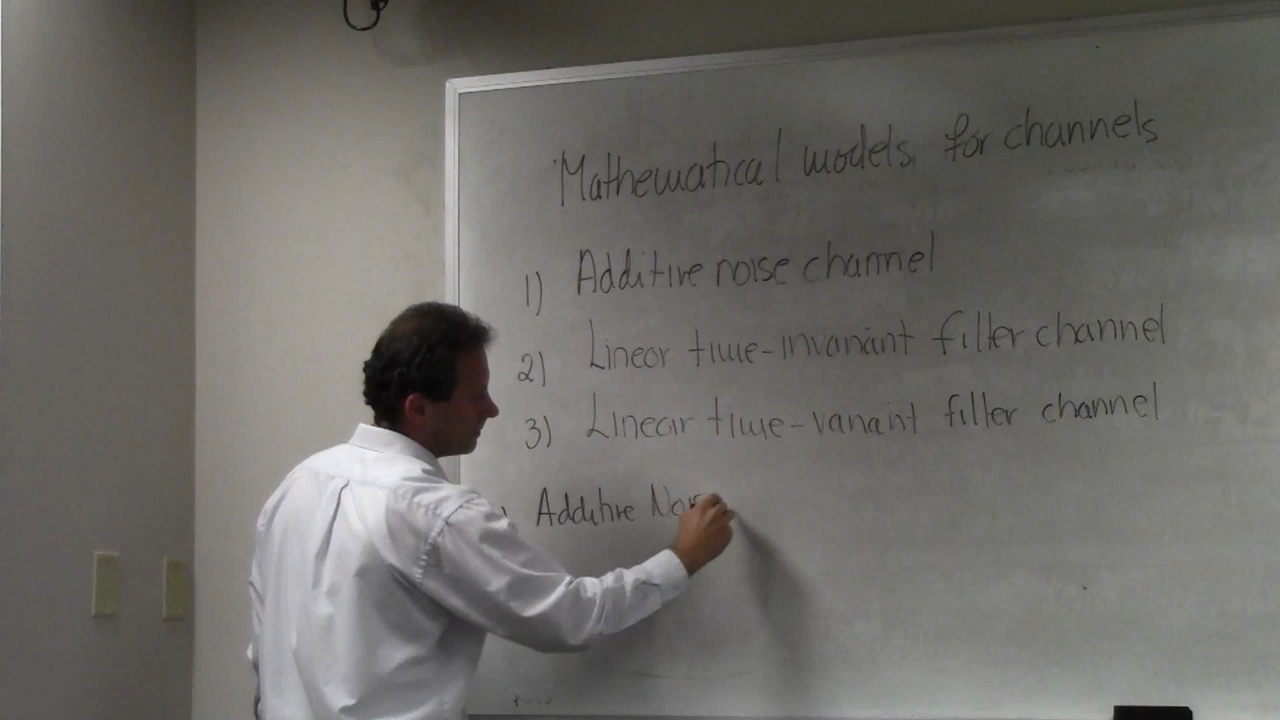 Mathematical models for channels
1) Additive noise channel
2) Linear time-invariant filter channel
3) Linear time-variant filter channel
) Additive Nois